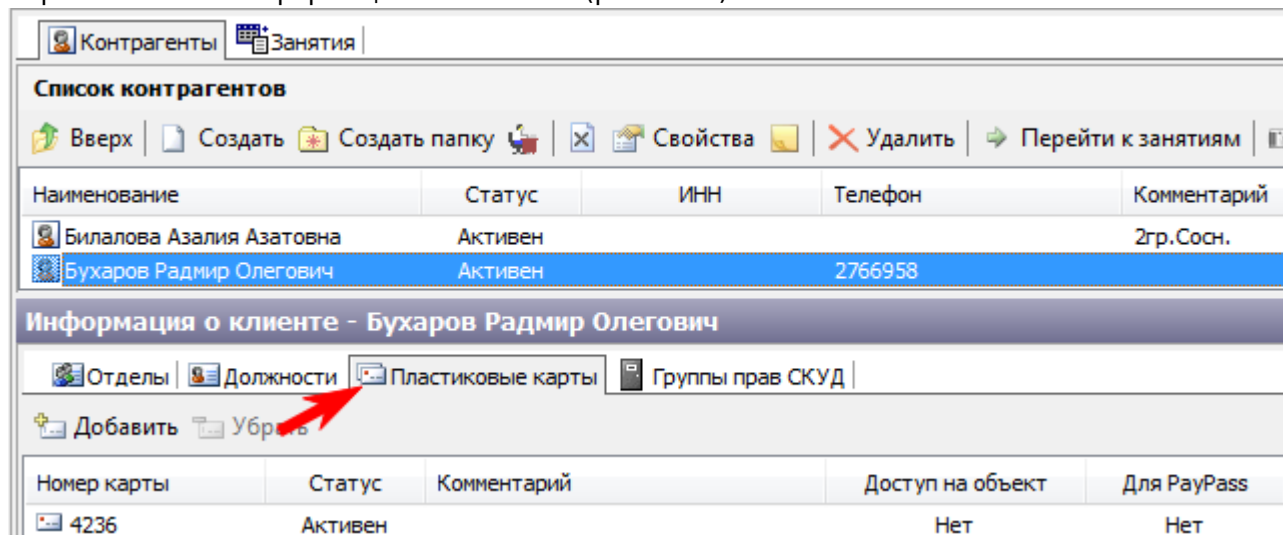 Контрагенты Занятия
Список контрагентов
Вверх Создать Создать папку Свойства Удалить Перейти к занятиям
Наименование Статус ИНН Телефон Комментарий
Билалова Азалия Азатовна Активен 2гр.Сосн.
Бухаров Радмир Олегович Активен 2766958
Информация о клиенте - Бухаров Радмир Олегович
Отделы Должности Пластиковые карты Группы прав СКУД
Добавить Убрать
Номер карты Статус Комментарий Доступ на объект Для PayPass
4236 Активен Нет Нет